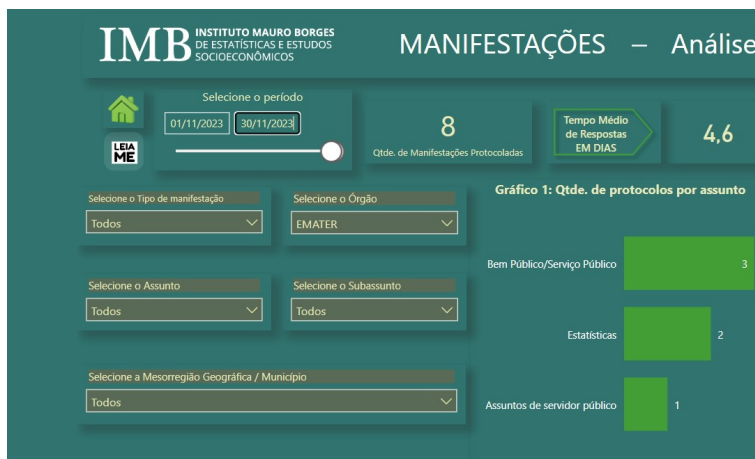 IMB
INSTITUTO MAURO BORGES
DE ESTATÍSTICAS E ESTUDOS
SOCIOECONÔMICOS
MANIFESTAÇÕES – Análise
LEIA
ME
Selecione o período
01/11/2023 30/11/2023
8
Qtde. de Manifestações Protocoladas
Tempo Médio
de Respostas
EM DIAS
4,6
Selecione o Tipo de manifestação
Todos
Selecione o Órgão
EMATER
Selecione o Assunto
Todos
Selecione o Subassunto
Todos
Selecione a Mesorregião Geográfica / Município
Todos
Gráfico 1: Qtde. de protocolos por assunto
Bem Público/Serviço Público 3
Estatísticas 2
Assuntos de servidor público 1